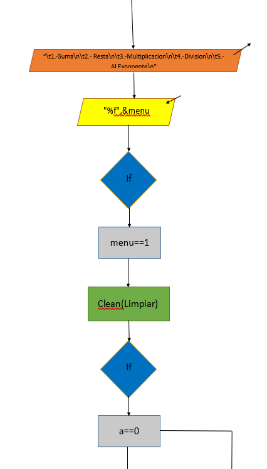 "\t1.-Suma\n\t2.- Resta\n\t3.-Multiplicacion\n\t4.-Division\n\t5.-
Al Exponente\n"
"%f",&menu
If
menu==1
Clean(Limpiar)
If
a==0